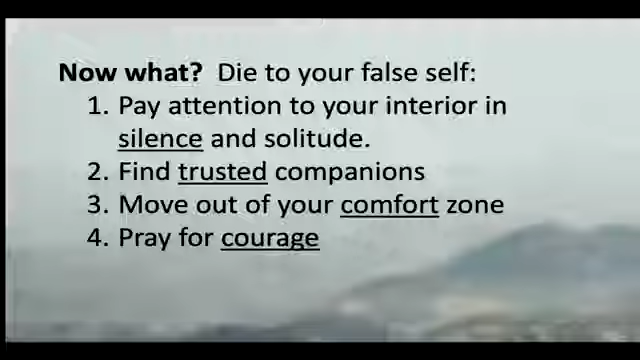 Now what?  Die to your false self:
1. Pay attention to your interior in
silence and solitude.
2. Find trusted companions
3. Move out of your comfort zone
4. Pray for courage